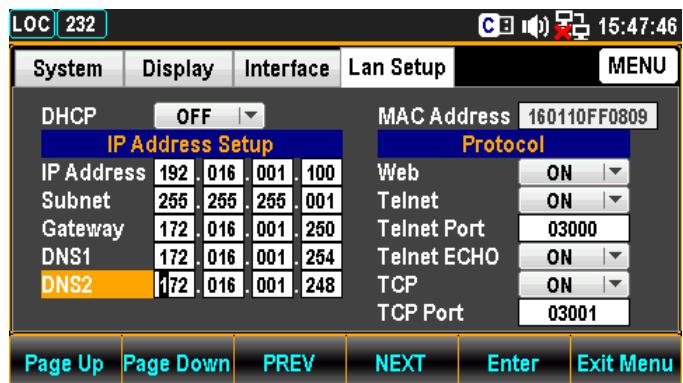 LOC 232 C 15:47:46
System Display Interface Lan Setup MENU
DHCP OFF MAC Address 160110FF0809
IP Address Setup Protocol
IP Address 192 . 016 . 001 . 100 Web ON
Subnet 255 . 255 . 255 . 001 Telnet ON
Gateway 172 . 016 . 001 . 250 Telnet Port 03000
DNS1 172 . 016 . 001 . 254 Telnet ECHO ON
DNS2 172 . 016 . 001 . 248 TCP ON
TCP Port 03001
Page Up Page Down PREV NEXT Enter Exit Menu